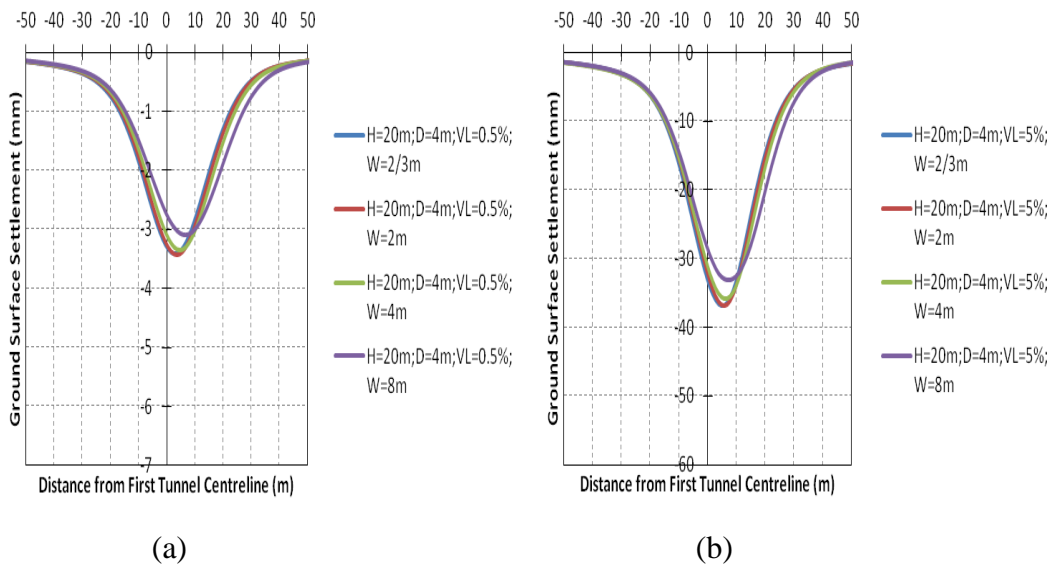 -50 -40 -30 -20 -10 0 10 20 30 40 50
-0
-1
-2
-3
-4
-5
-6
-7
Ground Surface Settlement (mm)
Distance from First Tunnel Centreline (m)
H=20m;D=4m;VL=0.5%;
W=2/3m
H=20m;D=4m;VL=0.5%;
W=2m
H=20m;D=4m;VL=0.5%;
W=4m
H=20m;D=4m;VL=0.5%;
W=8m
(a)
-50 -40 -30 -20 -10 0 10 20 30 40 50
0
-10
-20
-30
-40
-50
-60
Ground Surface Settlement (mm)
Distance from First Tunnel Centreline (m)
H=20m;D=4m;VL=5%;
W=2/3m
H=20m;D=4m;VL=5%;
W=2m
H=20m;D=4m;VL=5%;
W=4m
H=20m;D=4m;VL=5%;
W=8m
(b)